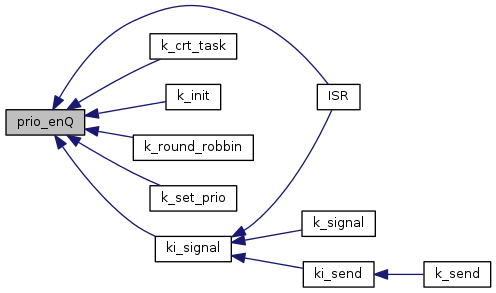 k_crt_task
k_init
ISR
prio_enQ
k_round_robbin
k_set_prio
k_signal
ki_signal
ki_send
k_send